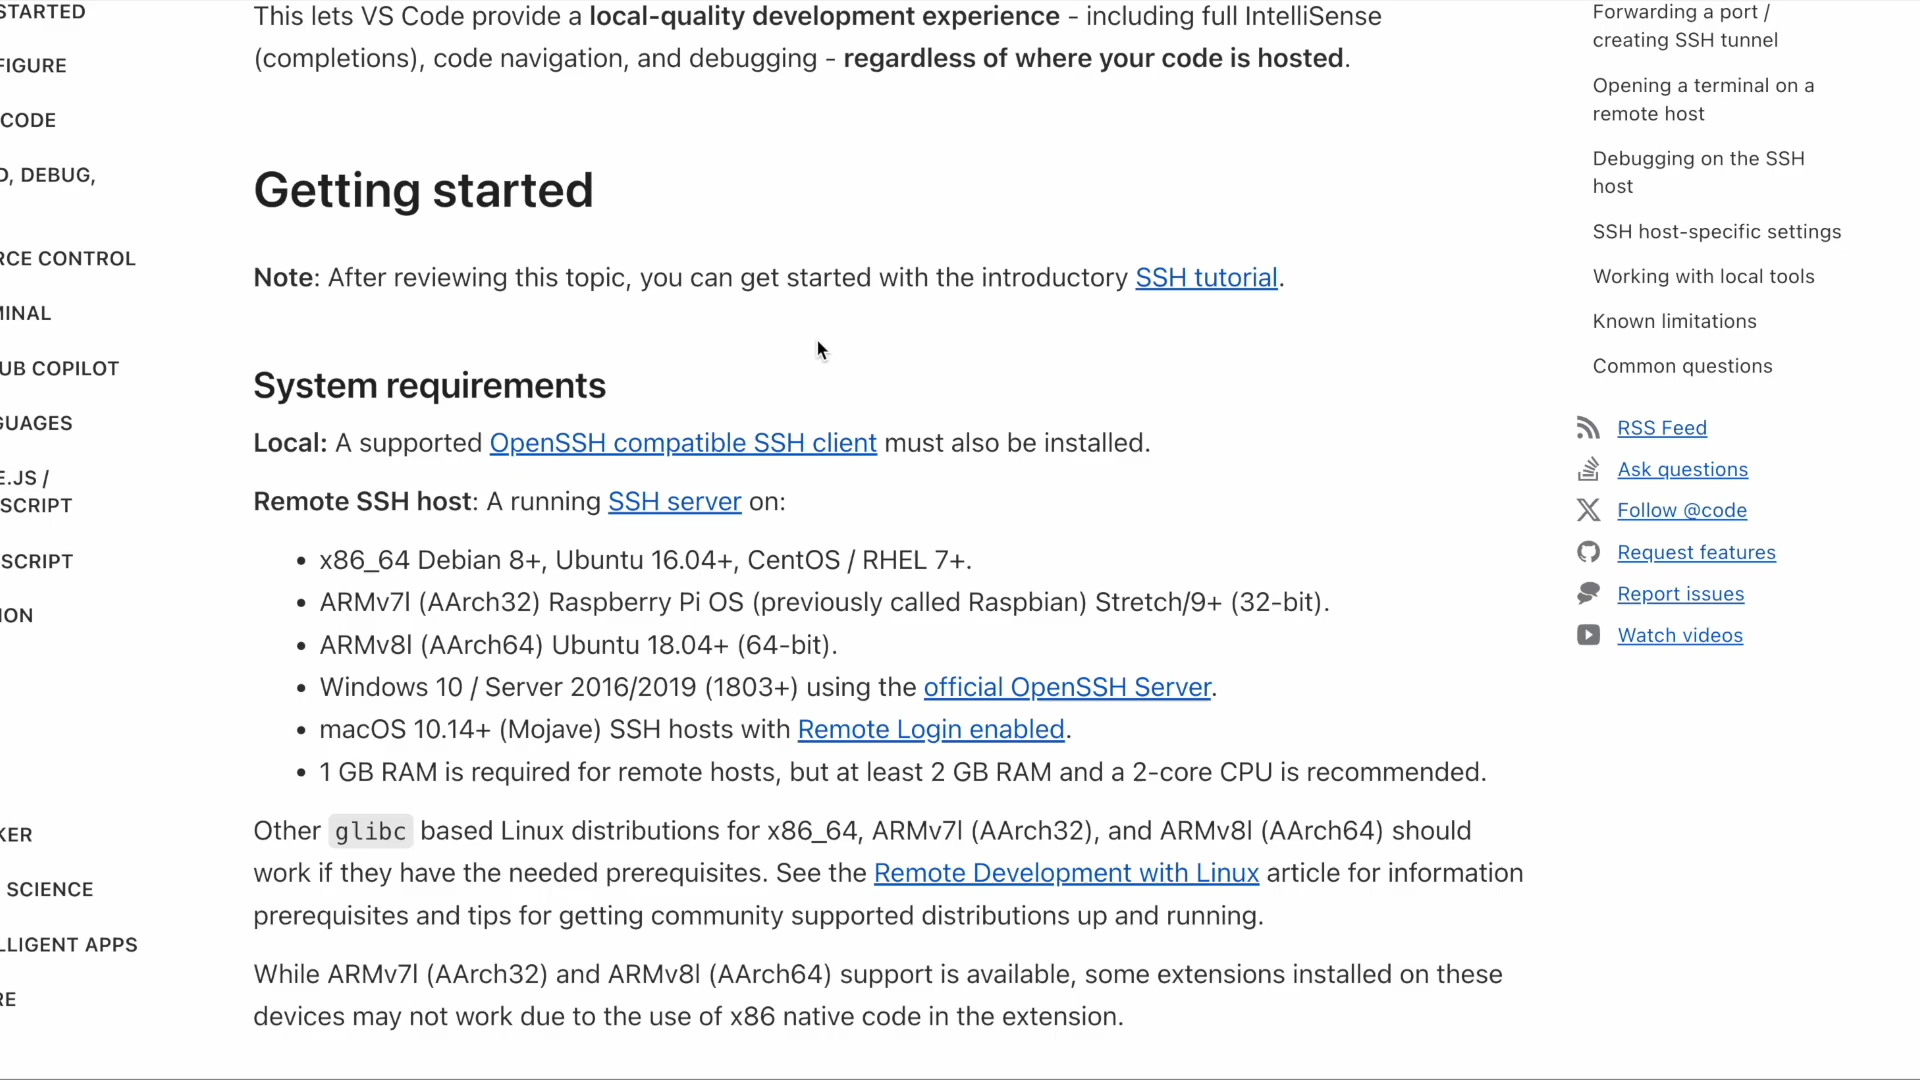 STARTED
FIGURE
CODE
D, DEBUG,
RCE CONTROL
MINAL
UB COPILOT
GUAGES
E.JS /
SCRIPT
SCRIPT
ION
KER
SCIENCE
LLIGENT APPS
RE
This lets VS Code provide a local-quality development experience - including full IntelliSense
(completions), code navigation, and debugging - regardless of where your code is hosted.
Getting started
Note: After reviewing this topic, you can get started with the introductory SSH tutorial.
System requirements
Local: A supported OpenSSH compatible SSH client must also be installed.
Remote SSH host: A running SSH server on:
• x86_64 Debian 8+, Ubuntu 16.04+, CentOS / RHEL 7+.
• ARMv7l (AArch32) Raspberry Pi OS (previously called Raspbian) Stretch/9+ (32-bit).
• ARMv8l (AArch64) Ubuntu 18.04+ (64-bit).
• Windows 10 / Server 2016/2019 (1803+) using the official OpenSSH Server.
• macOS 10.14+ (Mojave) SSH hosts with Remote Login enabled.
• 1 GB RAM is required for remote hosts, but at least 2 GB RAM and a 2-core CPU is recommended.
Other glibc based Linux distributions for x86_64, ARMv7l (AArch32), and ARMv8l (AArch64) should
work if they have the needed prerequisites. See the Remote Development with Linux article for information
prerequisites and tips for getting community supported distributions up and running.
While ARMv7l (AArch32) and ARMv8l (AArch64) support is available, some extensions installed on these
devices may not work due to the use of x86 native code in the extension.
Forwarding a port /
creating SSH tunnel
Opening a terminal on a
remote host
Debugging on the SSH
host
SSH host-specific settings
Working with local tools
Known limitations
Common questions
RSS Feed
Ask questions
Follow @code
Request features
Report issues
Watch videos